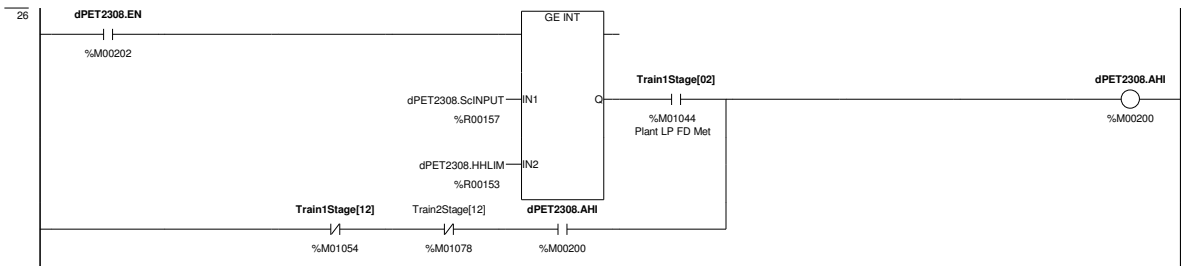 26
dPET2308.EN
%M00202
GE INT
Train1Stage[02]
dPET2308.AHI
dPET2308.ScINPUT
IN1
Q
%R00157
%M01044
%M00200
Plant LP FD Met
dPET2308.HHLIM
IN2
%R00153
Train1Stage[12]
Train2Stage[12]
dPET2308.AHI
%M01054
%M01078
%M00200